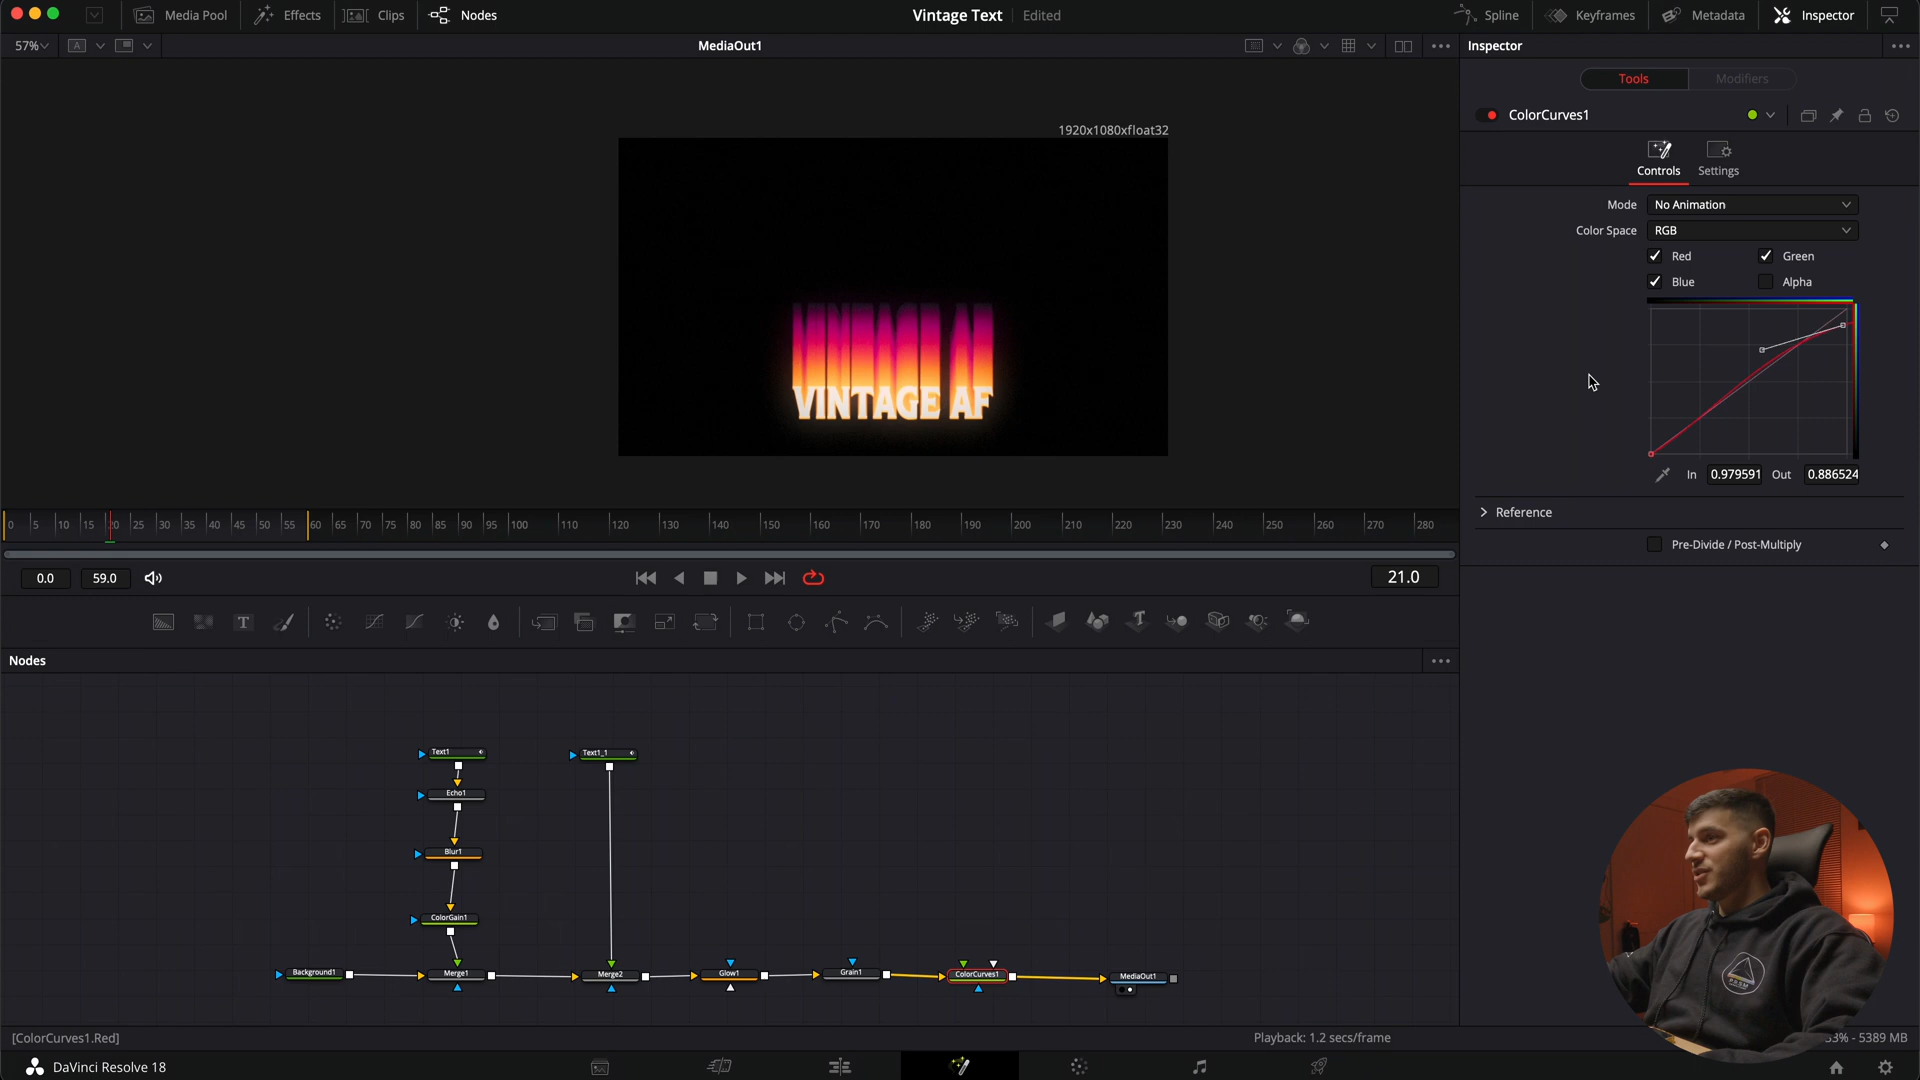 Media Pool
Effects
Clips
Nodes
Vintage Text
Edited
Spline
Keyframes
Metadata
Inspector
57%
A
MediaOut1
Inspector
Tools
Modifiers
1920x1080xfloat32
ColorCurves1
Controls
Settings
Mode
No Animation
Color Space
RGB
Red
Green
Blue
Alpha
VINTAGE AF
In
0.979591
Out
0.886524
Reference
0 5 10 15 20 25 30 35 40 45 50 55 60 65 70 75 80 85 90 95 100 110 120 130 140 150 160 170 180 190 200 210 220 230 240 250 260 270 280
Pre-Divide / Post-Multiply
0.0
59.0
21.0
T
Nodes
Text1
Text1_1
Echo1
Blur1
ColorGain1
Background1
Merge1
Merge2
Glow1
Grain1
ColorCurves1
MediaOut1
[ColorCurves1.Red]
Playback: 1.2 secs/frame
3% - 5389 MB
DaVinci Resolve 18